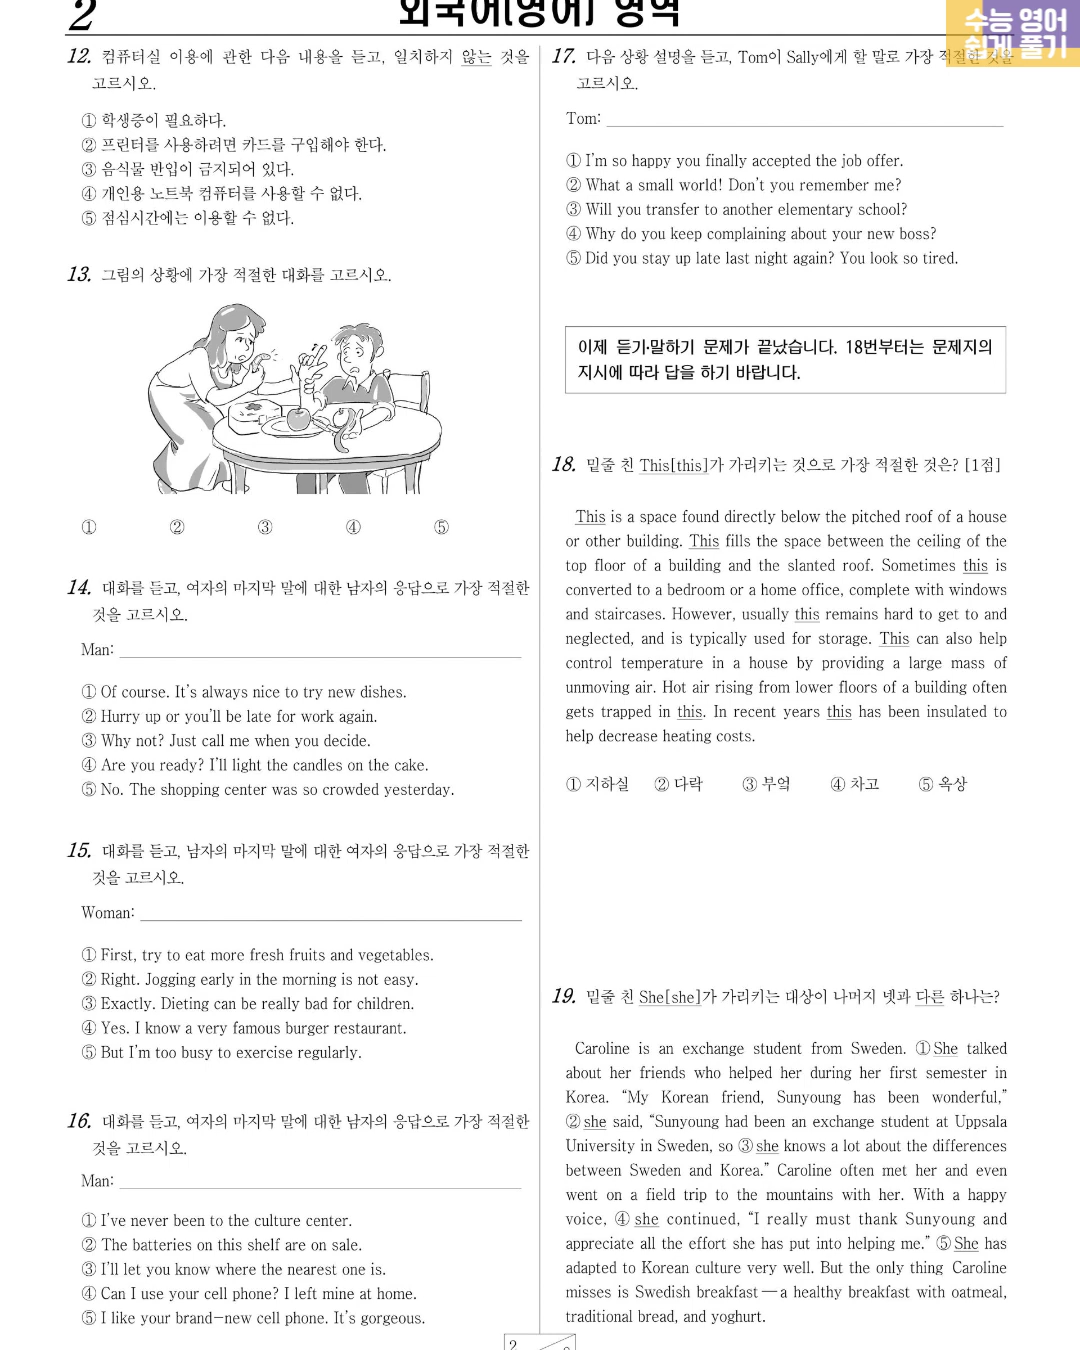 2
외국어(영어) 영역
수능 영어
쉽게 풀기
12. 컴퓨터실 이용에 관한 다음 내용을 듣고, 일치하지 않는 것을
고르시오.
① 학생증이 필요하다.
② 프린터를 사용하려면 카드를 구입해야 한다.
③ 음식물 반입이 금지되어 있다.
④ 개인용 노트북 컴퓨터를 사용할 수 없다.
⑤ 점심시간에는 이용할 수 없다.
13. 그림의 상황에 가장 적절한 대화를 고르시오.
① ② ③ ④ ⑤
14. 대화를 듣고, 여자의 마지막 말에 대한 남자의 응답으로 가장 적절한
것을 고르시오.
Man:
① Of course. It's always nice to try new dishes.
② Hurry up or you'll be late for work again.
③ Why not? Just call me when you decide.
④ Are you ready? I'll light the candles on the cake.
⑤ No. The shopping center was so crowded yesterday.
15. 대화를 듣고, 남자의 마지막 말에 대한 여자의 응답으로 가장 적절한
것을 고르시오.
Woman:
① First, try to eat more fresh fruits and vegetables.
② Right. Jogging early in the morning is not easy.
③ Exactly. Dieting can be really bad for children.
④ Yes. I know a very famous burger restaurant.
⑤ But I'm too busy to exercise regularly.
16. 대화를 듣고, 여자의 마지막 말에 대한 남자의 응답으로 가장 적절한
것을 고르시오.
Man:
① I've never been to the culture center.
② The batteries on this shelf are on sale.
③ I'll let you know where the nearest one is.
④ Can I use your cell phone? I left mine at home.
⑤ I like your brand-new cell phone. It's gorgeous.
17. 다음 상황 설명을 듣고, Tom이 Sally에게 할 말로 가장 적절한 것을
고르시오.
Tom:
① I'm so happy you finally accepted the job offer.
② What a small world! Don't you remember me?
③ Will you transfer to another elementary school?
④ Why do you keep complaining about your new boss?
⑤ Did you stay up late last night again? You look so tired.
이제 듣기·말하기 문제가 끝났습니다. 18번부터는 문제지의
지시에 따라 답을 하기 바랍니다.
18. 밑줄 친 This[this]가 가리키는 것으로 가장 적절한 것은? [1점]
This is a space found directly below the pitched roof of a house
or other building. This fills the space between the ceiling of the
top floor of a building and the slanted roof. Sometimes this is
converted to a bedroom or a home office, complete with windows
and staircases. However, usually this remains hard to get to and
neglected, and is typically used for storage. This can also help
control temperature in a house by providing a large mass of
unmoving air. Hot air rising from lower floors of a building often
gets trapped in this. In recent years this has been insulated to
help decrease heating costs.
① 지하실 ② 다락 ③ 부엌 ④ 차고 ⑤ 옥상
19. 밑줄 친 She[she]가 가리키는 대상이 나머지 넷과 다른 하나는?
Caroline is an exchange student from Sweden. ① She talked
about her friends who helped her during her first semester in
Korea. “My Korean friend, Sunyoung has been wonderful,”
② she said, “Sunyoung had been an exchange student at Uppsala
University in Sweden, so ③ she knows a lot about the differences
between Sweden and Korea.” Caroline often met her and even
went on a field trip to the mountains with her. With a happy
voice, ④ she continued, “I really must thank Sunyoung and
appreciate all the effort she has put into helping me.” ⑤ She has
adapted to Korean culture very well. But the only thing Caroline
misses is Swedish breakfast — a healthy breakfast with oatmeal,
traditional bread, and yoghurt.
2